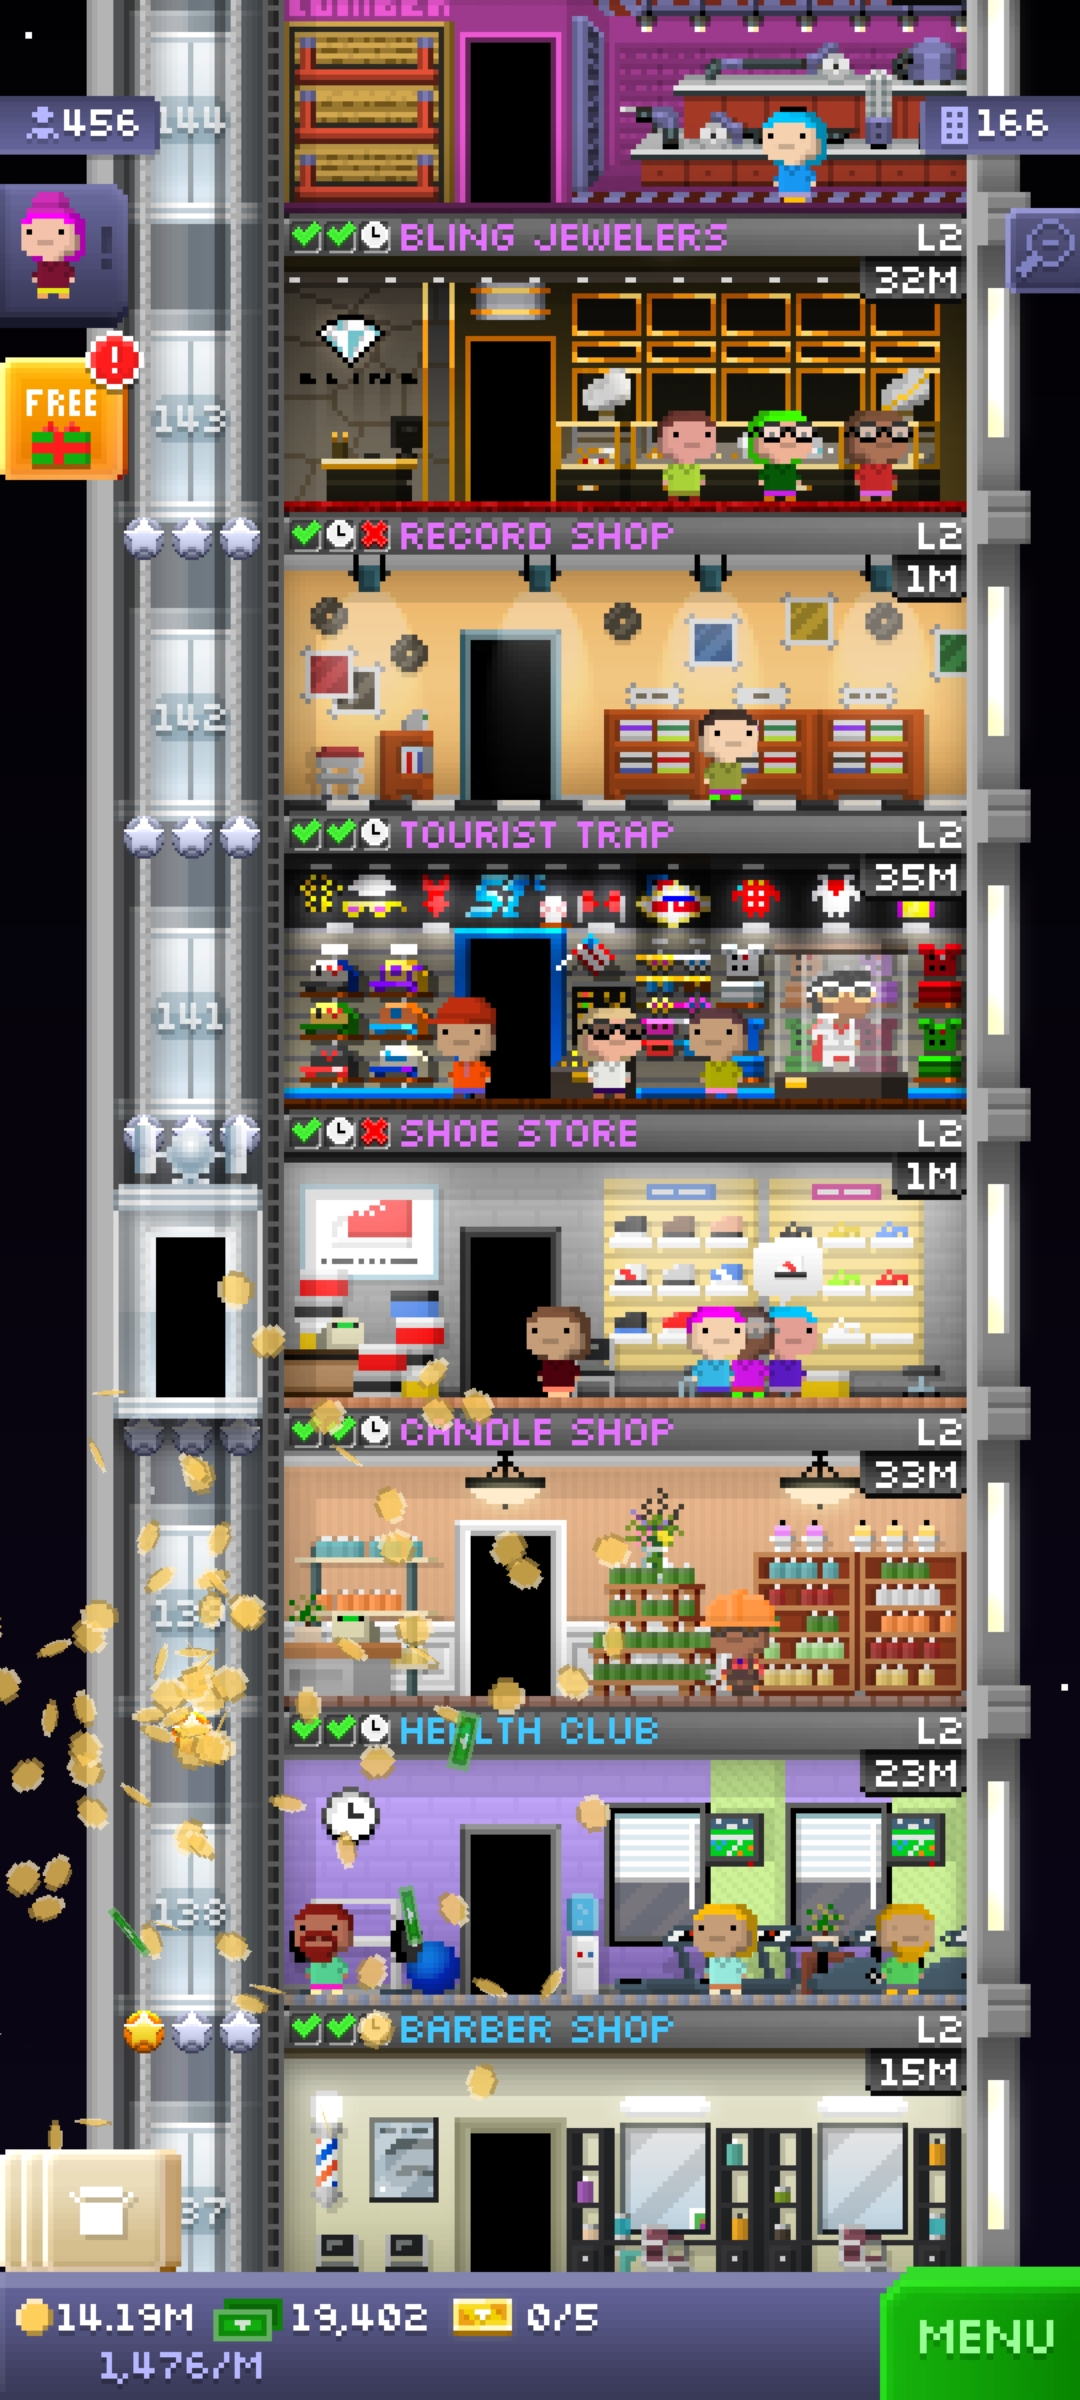 LUMBER
456
144
166
BLING JEWELERS
L2
32M
BLING
FREE
!
143
RECORD SHOP
L2
1M
142
TOURIST TRAP
L2
35M
141
SHOE STORE
L2
1M
CANDLE SHOP
L2
33M
HEALTH CLUB
L2
23M
138
BARBER SHOP
L2
15M
14.19M
19,402
0/5
1,476/M
MENU